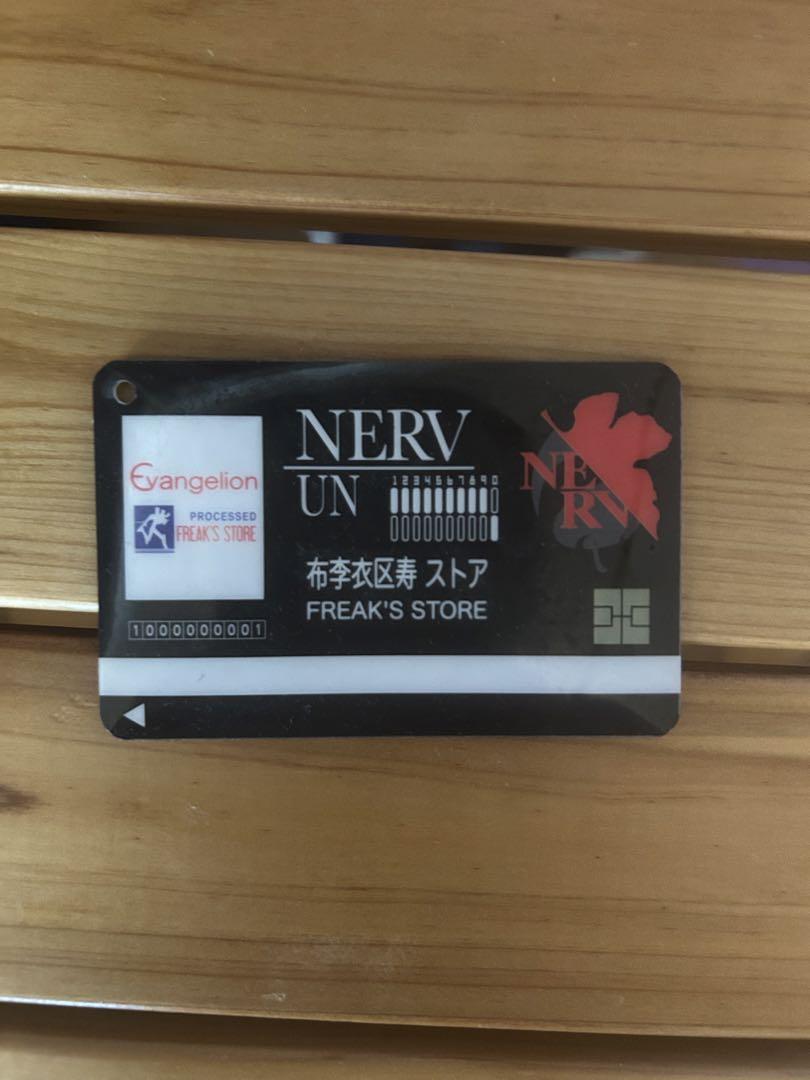 Evangelion
PROCESSED
FREAK'S STORE
1000000001
NERV
UN
1234567890
布李衣区寿 ストア
FREAK'S STORE
NERV